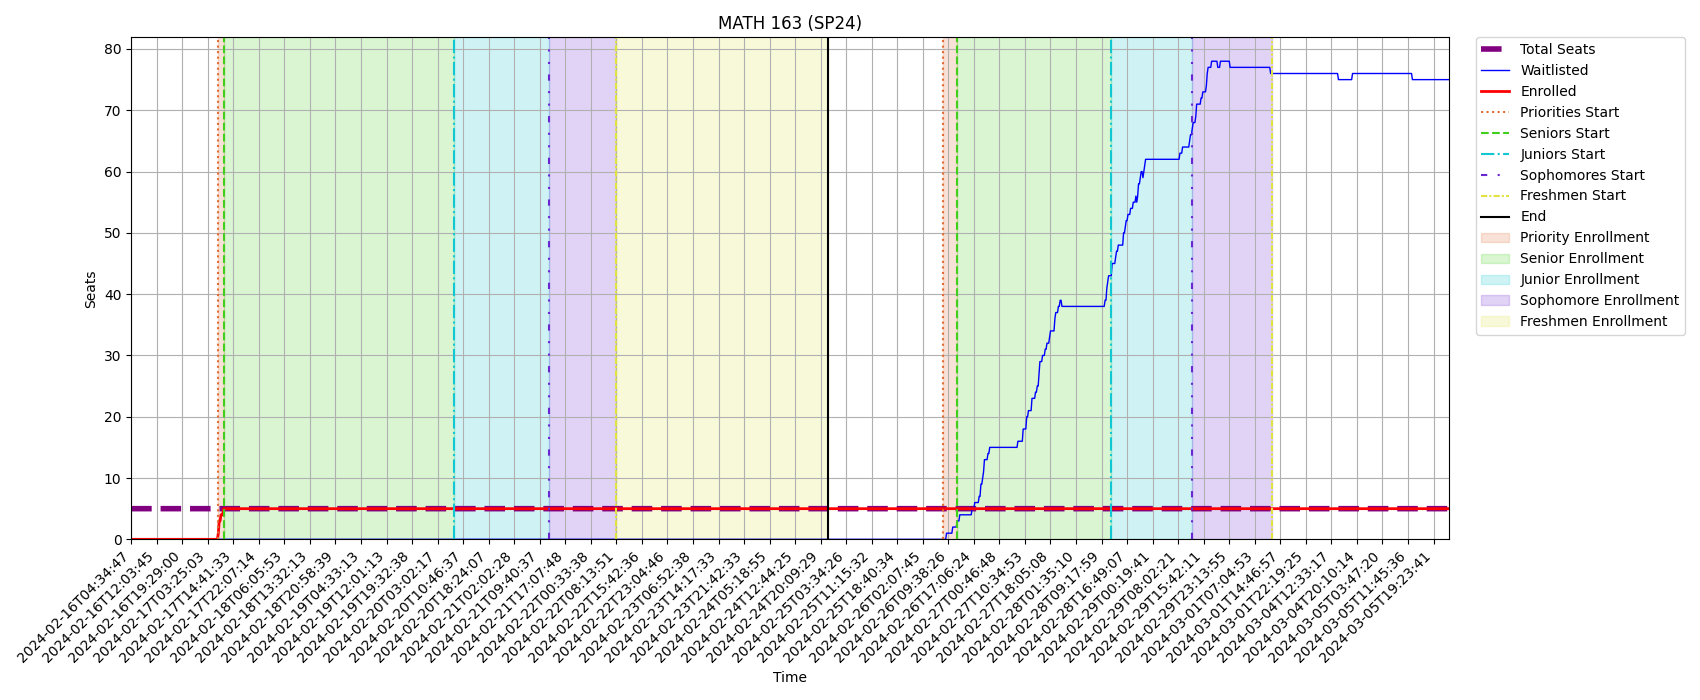 MATH 163 (SP24)
80
70
60
50
40
30
20
10
0
Seats
2024-02-16T04:34:47
2024-02-16T12:03:45
2024-02-16T19:29:00
2024-02-17T03:25:03
2024-02-17T14:41:33
2024-02-17T22:07:14
2024-02-18T06:05:53
2024-02-18T13:32:13
2024-02-18T20:58:39
2024-02-19T04:33:13
2024-02-19T12:01:13
2024-02-19T19:32:38
2024-02-20T03:02:17
2024-02-20T10:46:37
2024-02-20T18:24:07
2024-02-21T02:02:28
2024-02-21T09:40:37
2024-02-21T17:07:48
2024-02-22T00:33:38
2024-02-22T08:13:51
2024-02-22T15:42:36
2024-02-22T23:04:46
2024-02-23T06:52:38
2024-02-23T14:17:33
2024-02-23T21:42:33
2024-02-24T05:18:55
2024-02-24T12:44:25
2024-02-24T20:09:29
2024-02-25T03:34:26
2024-02-25T11:15:32
2024-02-25T18:40:34
2024-02-26T02:07:45
2024-02-26T09:38:26
2024-02-26T17:06:24
2024-02-27T00:46:48
2024-02-27T10:34:53
2024-02-27T18:05:08
2024-02-28T01:35:10
2024-02-28T09:17:59
2024-02-28T16:49:07
2024-02-29T00:19:41
2024-02-29T08:02:21
2024-02-29T15:42:11
2024-02-29T23:13:55
2024-03-01T07:04:53
2024-03-01T14:46:57
2024-03-01T22:19:25
2024-03-04T12:33:17
2024-03-04T20:10:14
2024-03-05T03:47:20
2024-03-05T11:45:36
2024-03-05T19:23:41
Time
Total Seats
Waitlisted
Enrolled
Priorities Start
Seniors Start
Juniors Start
Sophomores Start
Freshmen Start
End
Priority Enrollment
Senior Enrollment
Junior Enrollment
Sophomore Enrollment
Freshmen Enrollment